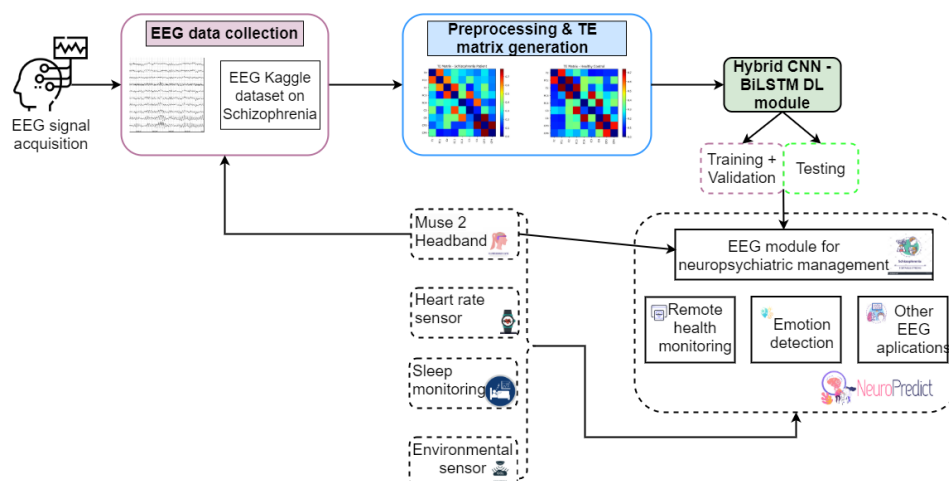 EEG signal
acquisition
EEG data collection
EEG Kaggle
dataset on
Schizophrenia
Preprocessing & TE
matrix generation
Hybrid CNN -
BiLSTM DL
module
Training +
Validation
Testing
Muse 2
Headband
Heart rate
sensor
Sleep
monitoring
Environmental
sensor
EEG module for
neuropsychiatric management
Remote
health
monitoring
Emotion
detection
Other
EEG
aplications
NeuroPredict